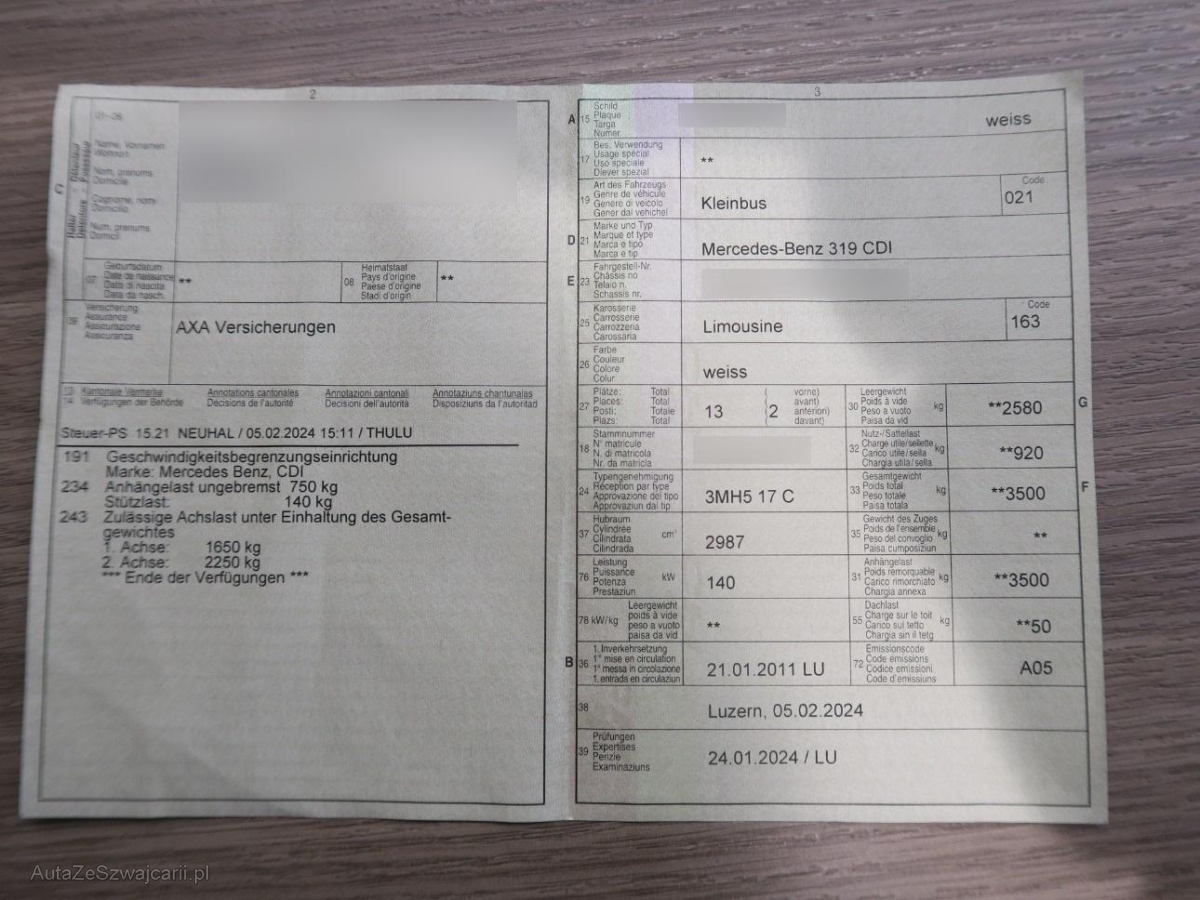 2
01-06
C
Halter Détenteur
Detentore Possessur
Name, Vornamen
Wohnort
Nom, prénoms
Domicile
Cognome, nomi
Domicilio
Num, prenums
Domicil
07
Geburtsdatum
Date de naissance
Data di nascita
Data da nasch.
**
08
Heimatstaat
Pays d'origine
Paese d'origine
Stadi d'origin
**
09
Versicherung
Assurance
Assicurazione
Assicuranza
AXA Versicherungen
13 Kantonale Vermerke Annotations cantonales Annotazioni cantonali Annotaziuns chantunalas
14 Verfügungen der Behörde Décisions de l'autorité Decisioni dell'autorità Disposiziuns da l'autoritad
Steuer-PS 15.21 NEUHAL / 05.02.2024 15:11 / THULU
191 Geschwindigkeitsbegrenzungseinrichtung
Marke: Mercedes Benz, CDI
234 Anhängelast ungebremst 750 kg
Stützlast: 140 kg
243 Zulässige Achslast unter Einhaltung des Gesamt-
gewichtes
1. Achse: 1650 kg
2. Achse: 2250 kg
*** Ende der Verfügungen ***
3
A 15
Schild
Plaque
Targa
Numer
weiss
17
Bes. Verwendung
Usage spécial
Uso speciale
Diever spezial
**
19
Art des Fahrzeugs
Genre de véhicule
Genere di veicolo
Gener dal vehichel
Kleinbus
Code
021
D 21
Marke und Typ
Marque et type
Marca e tipo
Marca e tip
Mercedes-Benz 319 CDI
E 23
Fahrgestell-Nr.
Châssis no
Telaio n.
Schassis nr.
25
Karosserie
Carrosserie
Carrozzeria
Carossaria
Limousine
Code
163
26
Farbe
Couleur
Colore
Colur
weiss
27
Plätze: Total
Places: Total
Posti: Totale
Plazs: Total
13
( vorne)
( avant)
(2 anteriori)
( davant)
30
Leergewicht
Poids à vide
Peso a vuoto
Paisa da vid
kg
**2580
G
18
Stammnummer
N° matricule
N. di matricola
Nr. da matricla
32
Nutz-/Sattellast
Charge utile/sellette
Carico utile/sella
Chargia utila/sella
kg
**920
24
Typengenehmigung
Réception par type
Approvazione del tipo
Approvaziun dal tip
3MH5 17 C
33
Gesamtgewicht
Poids total
Peso totale
Paisa totala
kg
**3500
F
37
Hubraum
Cylindrée
Cilindrata
Cilindrada
cm³
2987
35
Gewicht des Zuges
Poids de l'ensemble
Peso del convoglio
Paisa cumposiziun
kg
**
76
Leistung
Puissance
Potenza
Prestaziun
kW
140
31
Anhängelast
Poids remorquable
Carico rimorchiato
Chargia annexa
kg
**3500
78 kW/kg
Leergewicht
poids à vide
peso a vuoto
paisa da vid
**
55
Dachlast
Charge sur le toit
Carico sul tetto
Chargia sin il tetg
kg
**50
B 36
1. Inverkehrsetzung
1re mise en circulation
1a messa in circolazione
1. entrada en circulaziun
21.01.2011 LU
72
Emissionscode
Code émissions
Codice emissioni
Code d'emissiuns
A05
38
Luzern, 05.02.2024
39
Prüfungen
Expertises
Perizie
Examinaziuns
24.01.2024 / LU
AutaZeSzwajcarii.pl